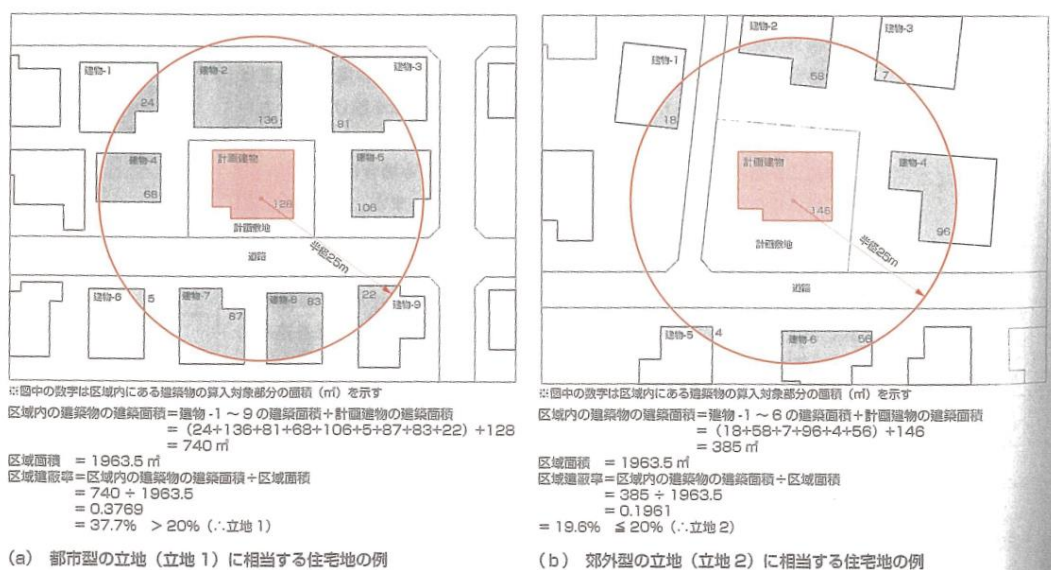 建物-1
24
建物-2
136
建物-3
81
建物-4
68
計画建物
128
計画敷地
建物-5
106
道路
半径25m
建物-6
5
建物-7
87
建物-8
83
22
建物-9
※図中の数字は区域内にある建築物の算入対象部分の面積（㎡）を示す
区域内の建築物の建築面積＝建物-1～9の建築面積＋計画建物の建築面積
＝（24+136+81+68+106+5+87+83+22）+128
＝740㎡
区域面積　＝1963.5㎡
区域建蔽率＝区域内の建築物の建築面積÷区域面積
＝740÷1963.5
＝0.3769
＝37.7%　＞20%（∴立地1）
(a)　都市型の立地（立地1）に相当する住宅地の例
建物-1
18
建物-2
58
建物-3
7
計画建物
146
計画敷地
建物-4
96
半径25m
道路
建物-5
4
建物-6
56
※図中の数字は区域内にある建築物の算入対象部分の面積（㎡）を示す
区域内の建築物の建築面積＝建物-1～6の建築面積＋計画建物の建築面積
＝（18+58+7+96+4+56）+146
＝385㎡
区域面積　＝1963.5㎡
区域建蔽率＝区域内の建築物の建築面積÷区域面積
＝385÷1963.5
＝0.1961
＝19.6%　≦20%（∴立地2）
(b)　郊外型の立地（立地2）に相当する住宅地の例